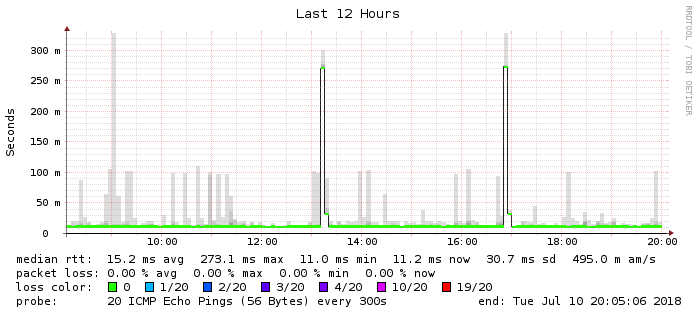 Last 12 Hours
RRDTOOL / TOBI OETIKER
Seconds
300 m
250 m
200 m
150 m
100 m
50 m
0
10:00 12:00 14:00 16:00 18:00 20:00
median rtt: 15.2 ms avg 273.1 ms max 11.0 ms min 11.2 ms now 30.7 ms sd 495.0 m am/s
packet loss: 0.00 % avg 0.00 % max 0.00 % min 0.00 % now
loss color: 0 1/20 2/20 3/20 4/20 10/20 19/20
probe: 20 ICMP Echo Pings (56 Bytes) every 300s end: Tue Jul 10 20:05:06 2018